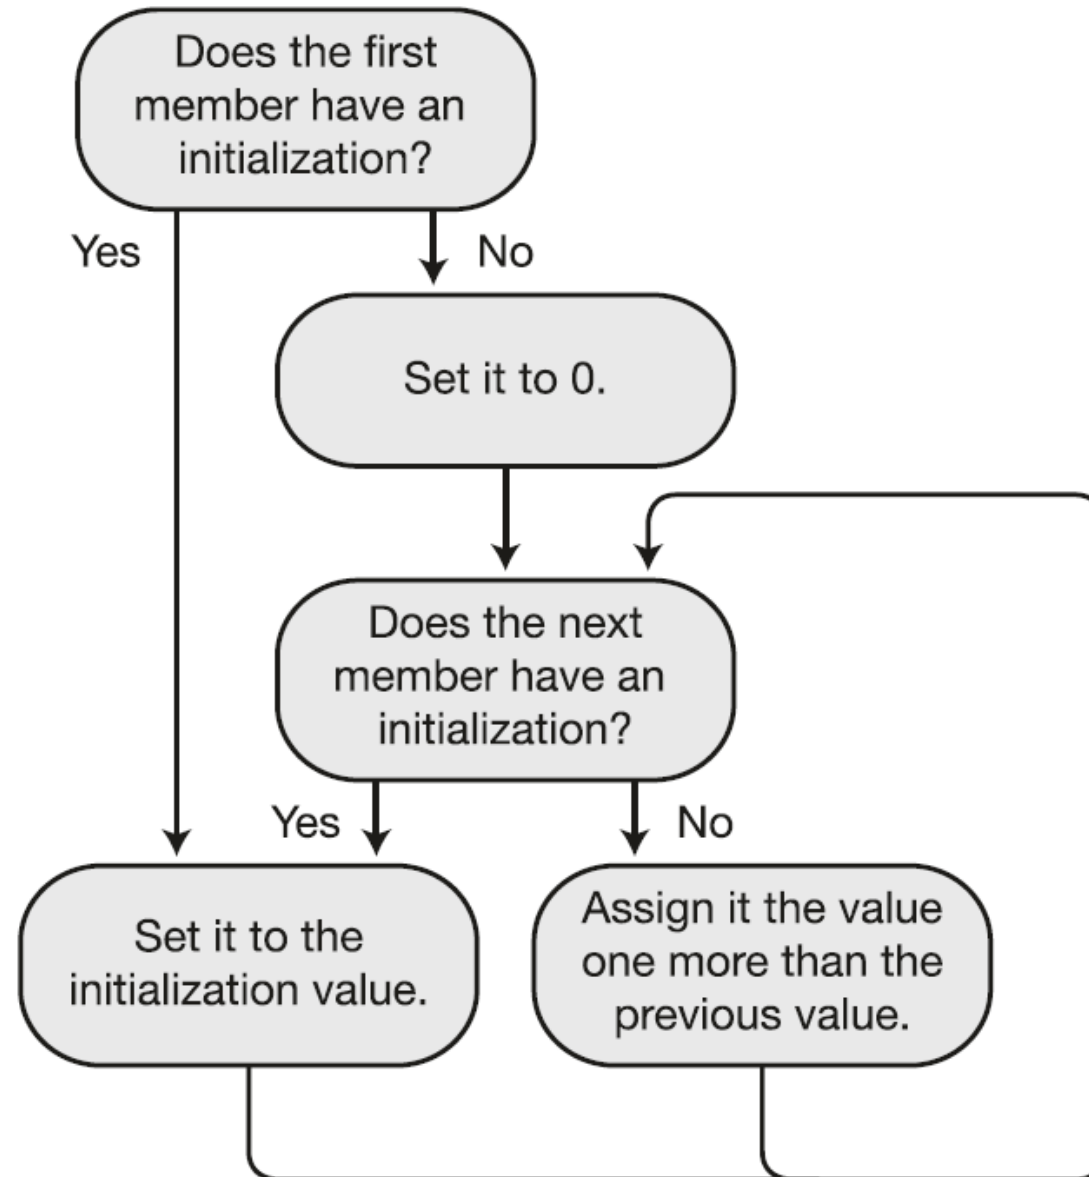 Does the first
member have an
initialization?
Yes
No
Set it to 0.
Does the next
member have an
initialization?
Yes
No
Set it to the
initialization value.
Assign it the value
one more than the
previous value.